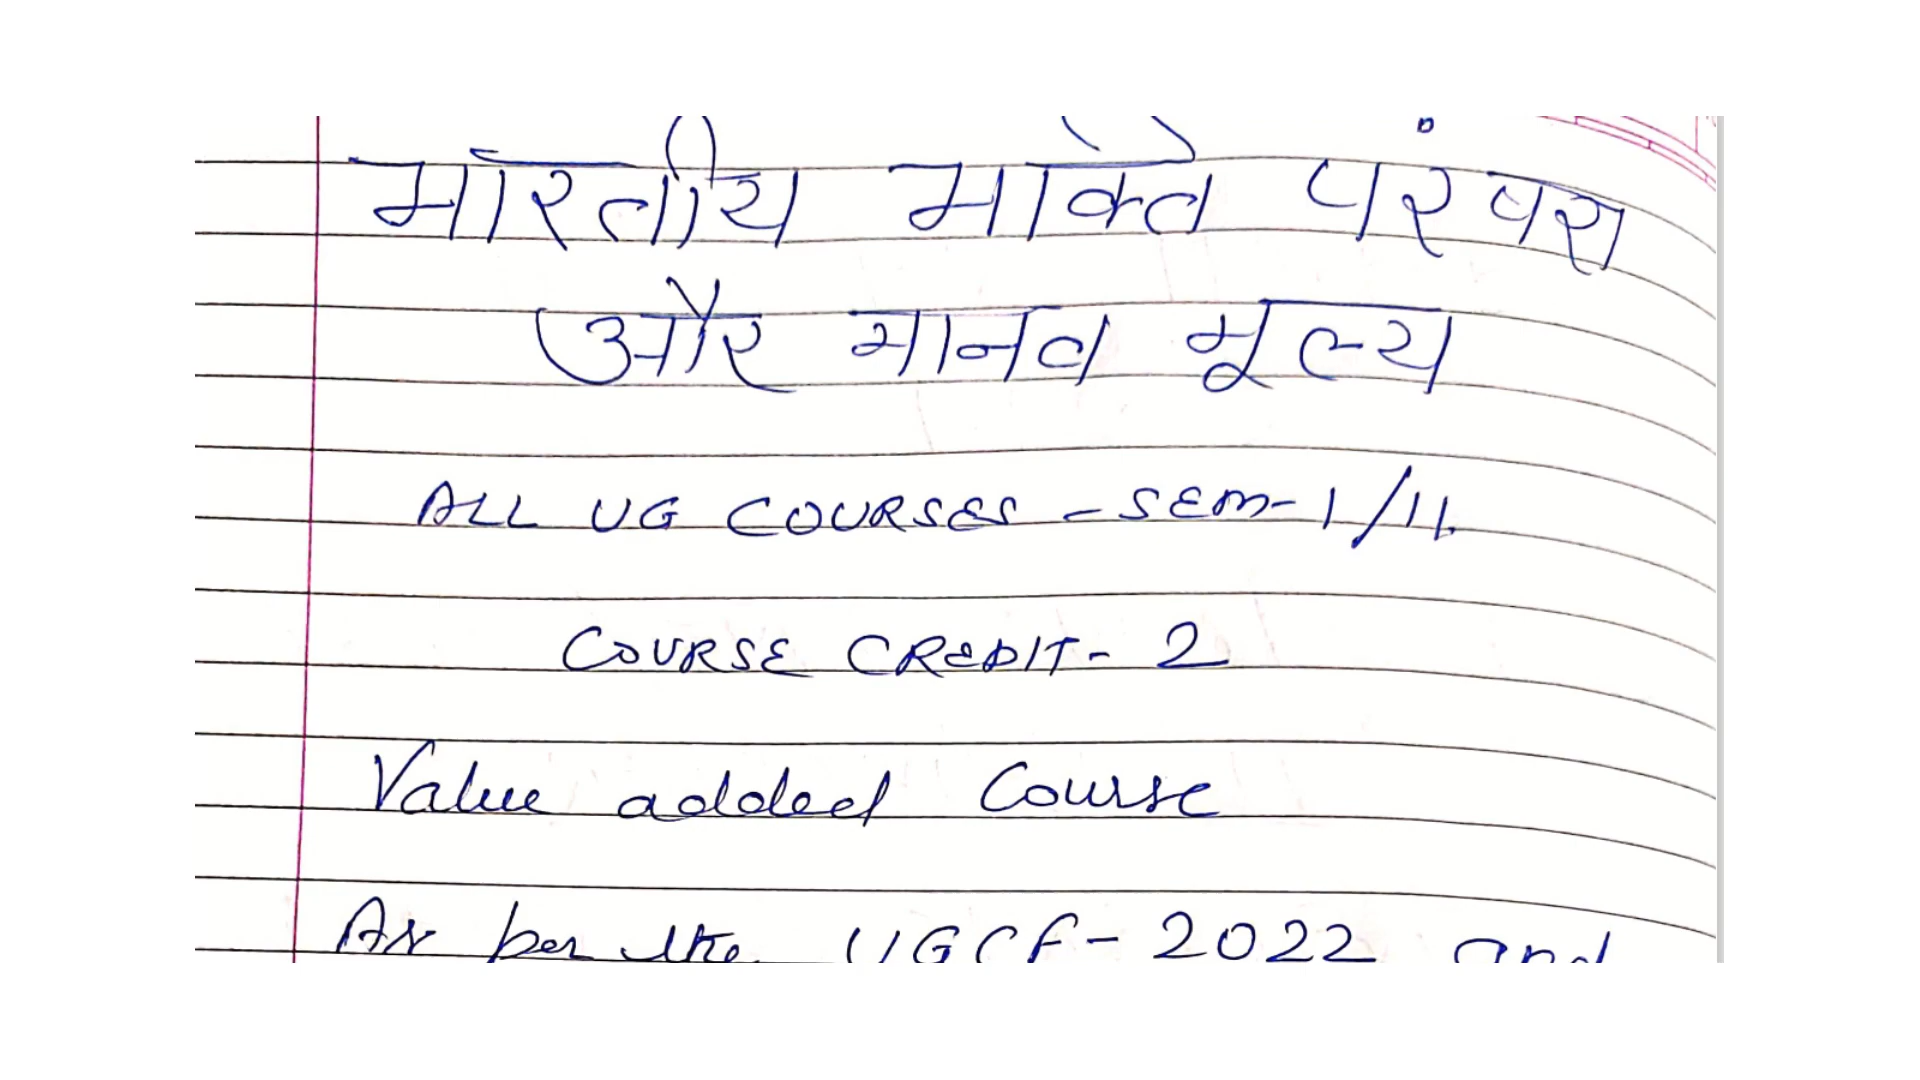 भारतीय भक्ति परंपरा
और मानव मूल्य
ALL UG COURSES - SEM-I/II.
COURSE CREDIT- 2
Value added Course
As per the UGCF-2022 and